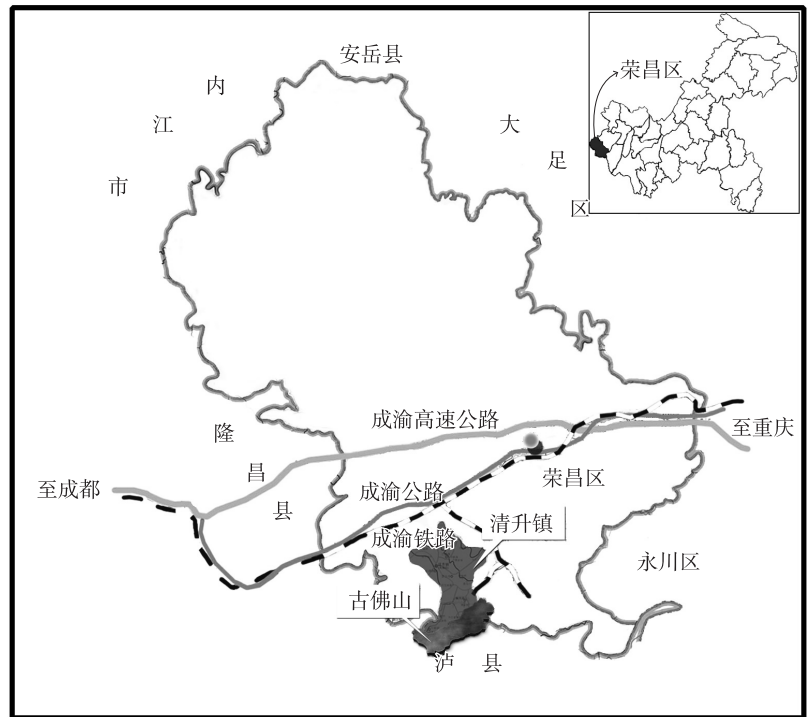 安岳县
内江市
大足区
荣昌区
隆昌县
成渝高速公路
至重庆
至成都
成渝公路
荣昌区
成渝铁路
清升镇
永川区
古佛山
泸县